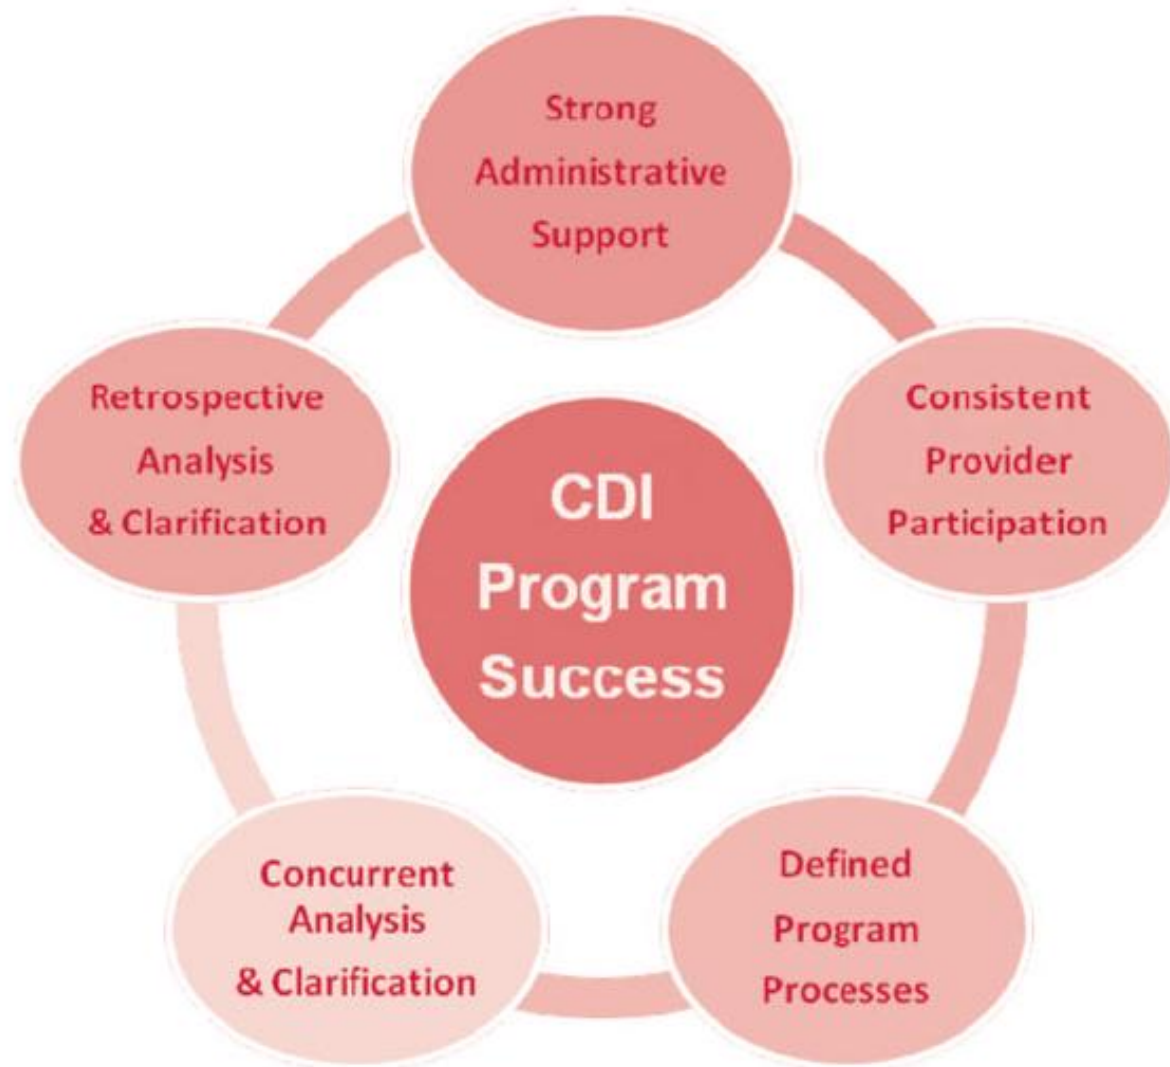 Strong
Administrative
Support
Consistent
Provider
Participation
Defined
Program
Processes
Concurrent
Analysis
& Clarification
Retrospective
Analysis
& Clarification
CDI
Program
Success